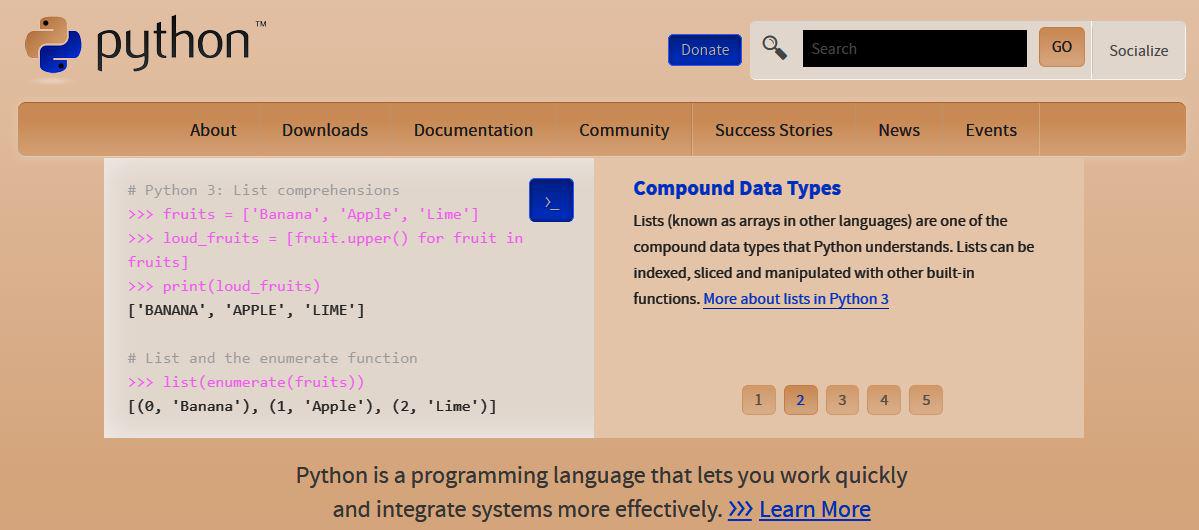 python™
Donate
Search
GO
Socialize
About
Downloads
Documentation
Community
Success Stories
News
Events
# Python 3: List comprehensions
>>> fruits = ['Banana', 'Apple', 'Lime']
>>> loud_fruits = [fruit.upper() for fruit in
fruits]
>>> print(loud_fruits)
['BANANA', 'APPLE', 'LIME']
# List and the enumerate function
>>> list(enumerate(fruits))
[(0, 'Banana'), (1, 'Apple'), (2, 'Lime')]
>_
Compound Data Types
Lists (known as arrays in other languages) are one of the
compound data types that Python understands. Lists can be
indexed, sliced and manipulated with other built-in
functions. More about lists in Python 3
1 2 3 4 5
Python is a programming language that lets you work quickly
and integrate systems more effectively. >>> Learn More